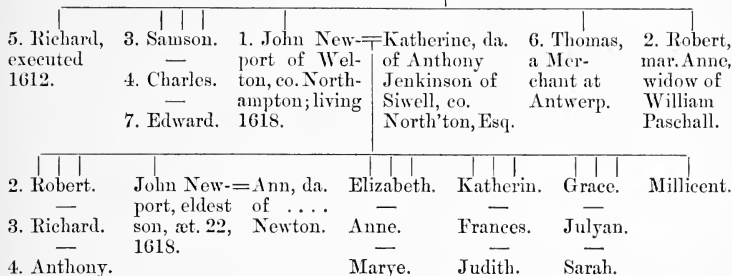 5. Richard, executed 1612.
3. Samson.
—
4. Charles.
—
7. Edward.
1. John New-
port of Wel-
ton, co. North-
ampton; living
1618.
=Katherine, da.
of Anthony
Jenkinson of
Siwell, co.
North'ton, Esq.
6. Thomas,
a Mer-
chant at
Antwerp.
2. Robert,
mar. Anne,
widow of
William
Paschall.
2. Robert.
—
3. Richard.
—
4. Anthony.
John New-
port, eldest
son, æt. 22,
1618.
=Ann, da.
of ....
Newton.
Elizabeth.
—
Anne.
—
Marye.
Katherin.
—
Frances.
—
Judith.
Grace.
—
Julyan.
—
Sarah.
Millicent.